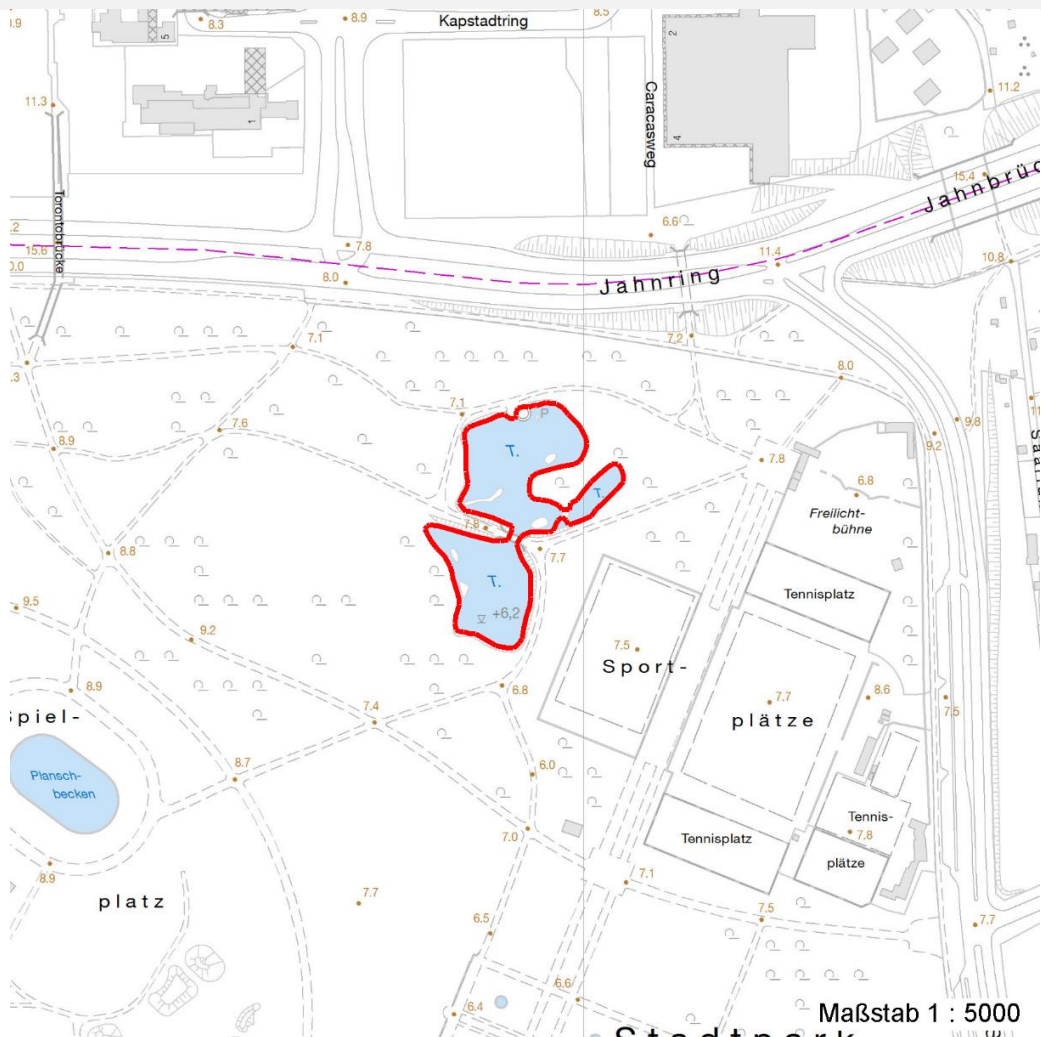 8.3
8.9
Kapstadtring
8.5
5
2
11.3
1
Caracasweg
4
11.2
Torontobrücke
15.4
Jahnbrüc
6.6
7.8
15.6
11.4
10.8
8.0
Jahnring
7.1
7.2
8.0
7.1
P
9.8
7.6
9.2
8.9
T.
7.8
6.8
T.
Freilicht-
bühne
7.8
7.7
8.8
T.
Tennisplatz
9.5
+6,2
9.2
7.5
Sport-
8.9
6.8
7.7
8.6
7.5
7.4
plätze
Spiel-
8.7
Plansch-
becken
6.0
Tennis-
7.0
7.8
Tennisplatz
plätze
8.9
7.1
platz
7.7
7.5
6.5
7.7
6.6
6.4
Maßstab 1 : 5000
Stadtpark